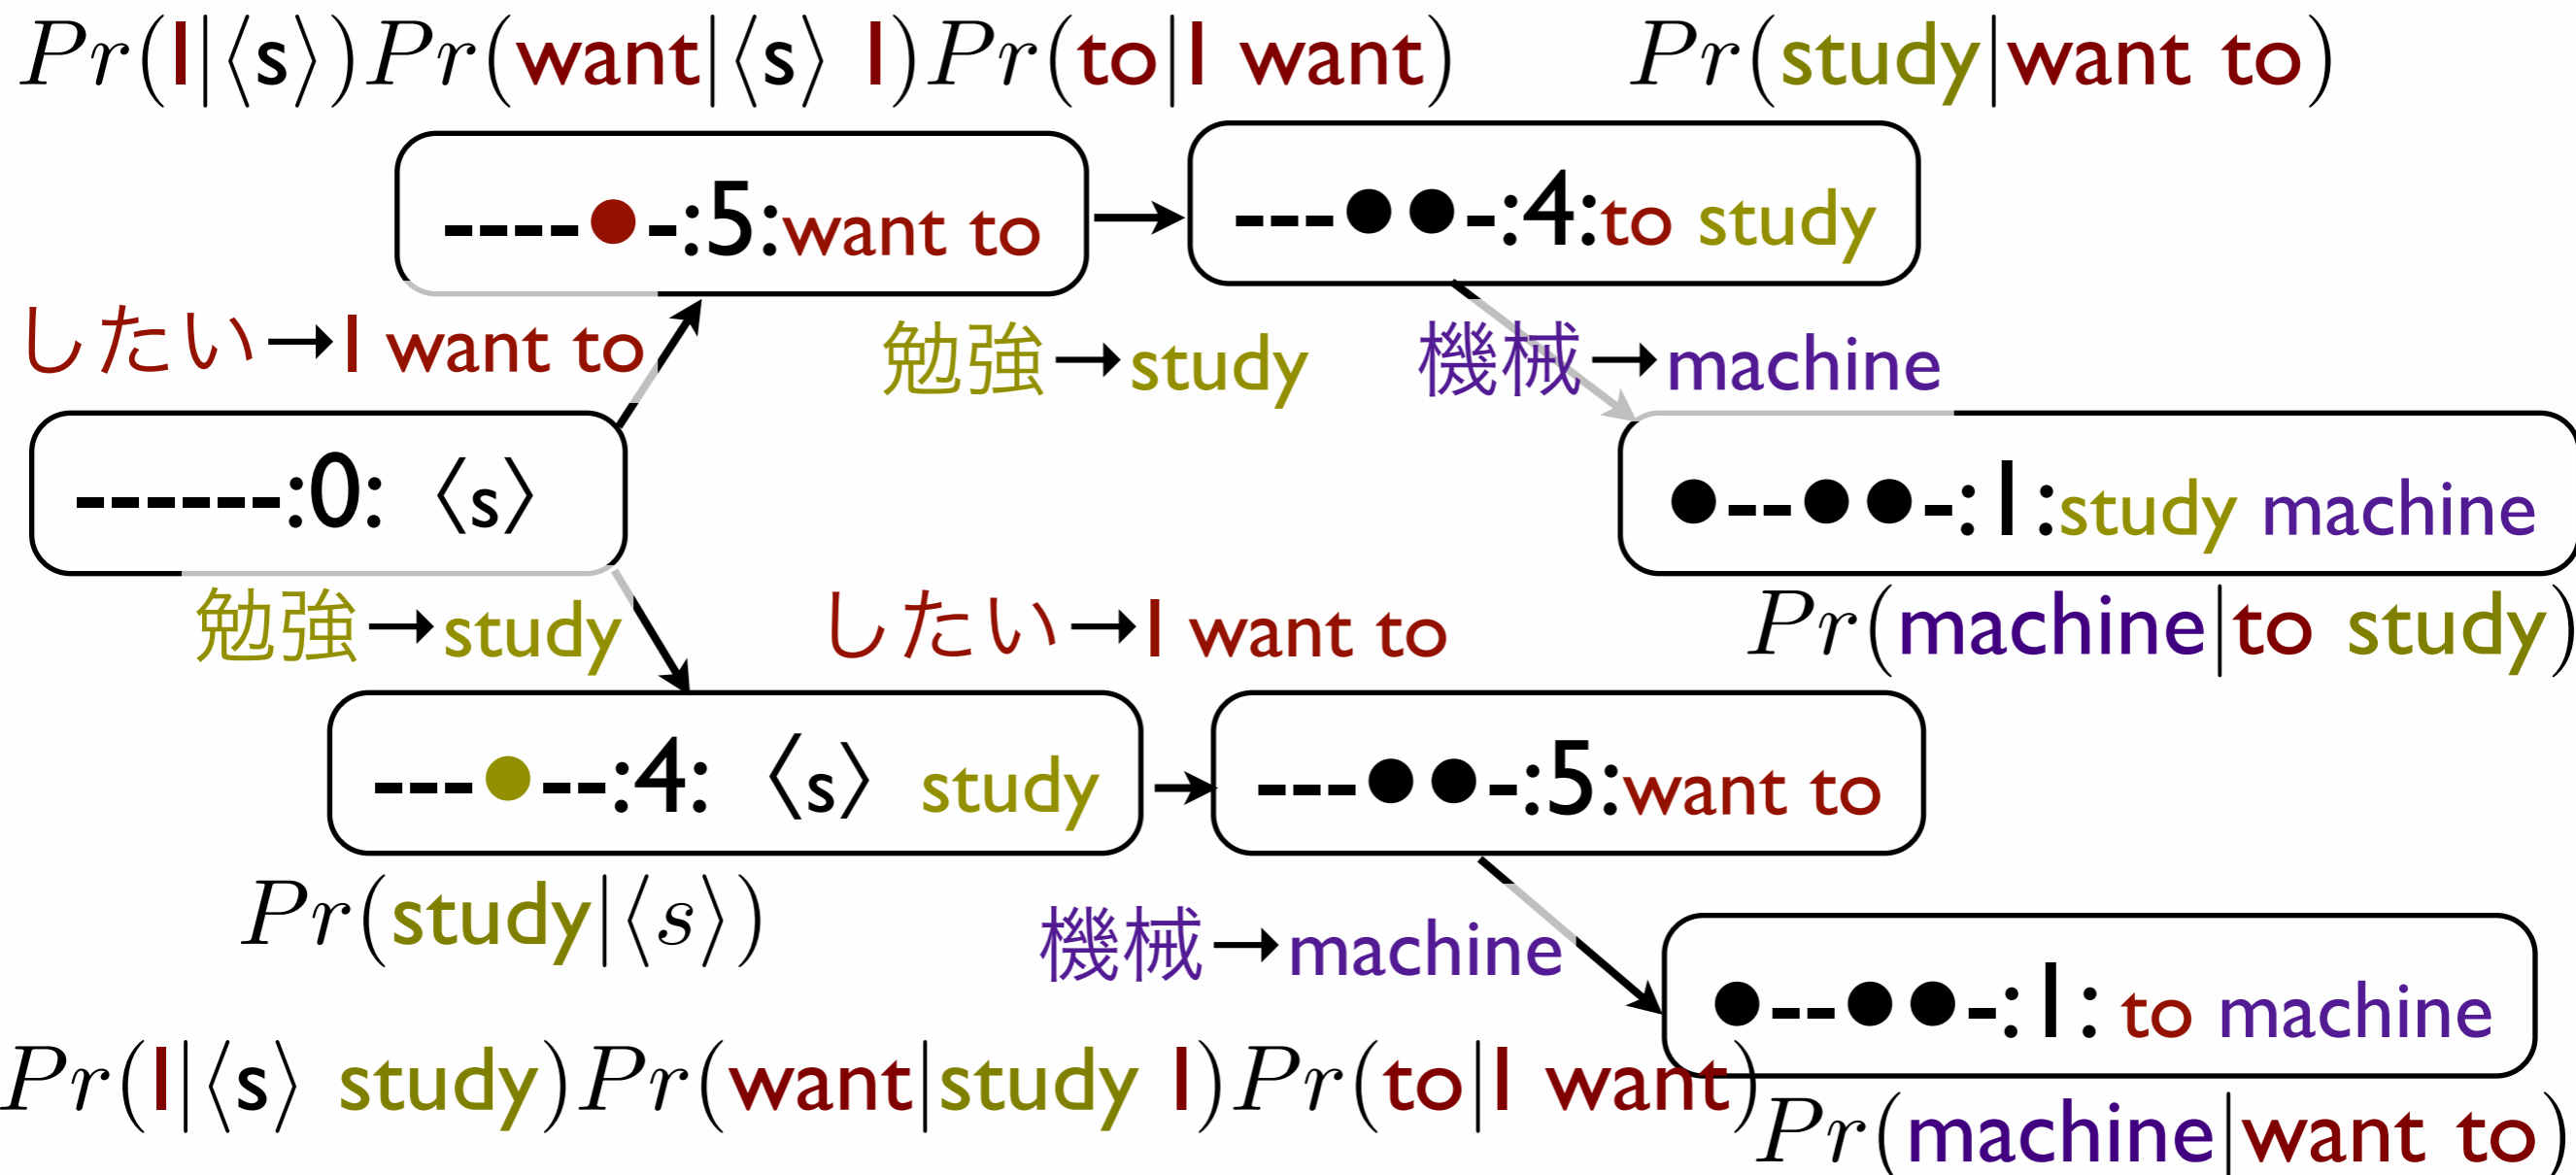 Pr(I|⟨s⟩)Pr(want|⟨s⟩ I)Pr(to|I want) Pr(study|want to)
----●-:5:want to
---●●-:4:to study
したい→I want to
勉強→study
機械→machine
------:0: ⟨s⟩
●--●●-:1:study machine
勉強→study
したい→I want to
Pr(machine|to study)
---●--:4: ⟨s⟩ study
---●●-:5:want to
Pr(study|⟨s⟩)
機械→machine
●--●●-:1: to machine
Pr(I|⟨s⟩ study)Pr(want|study I)Pr(to|I want)
Pr(machine|want to)